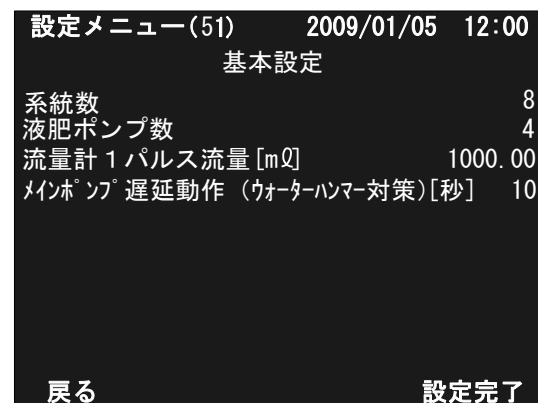 設定メニュー(51) 2009/01/05 12:00
基本設定
系統数 8
液肥ポンプ数 4
流量計1パルス流量[mℓ] 1000.00
ﾒｲﾝﾎﾟﾝﾌﾟ遅延動作 (ｳｫｰﾀｰﾊﾝﾏｰ対策)[秒] 10
戻る 設定完了